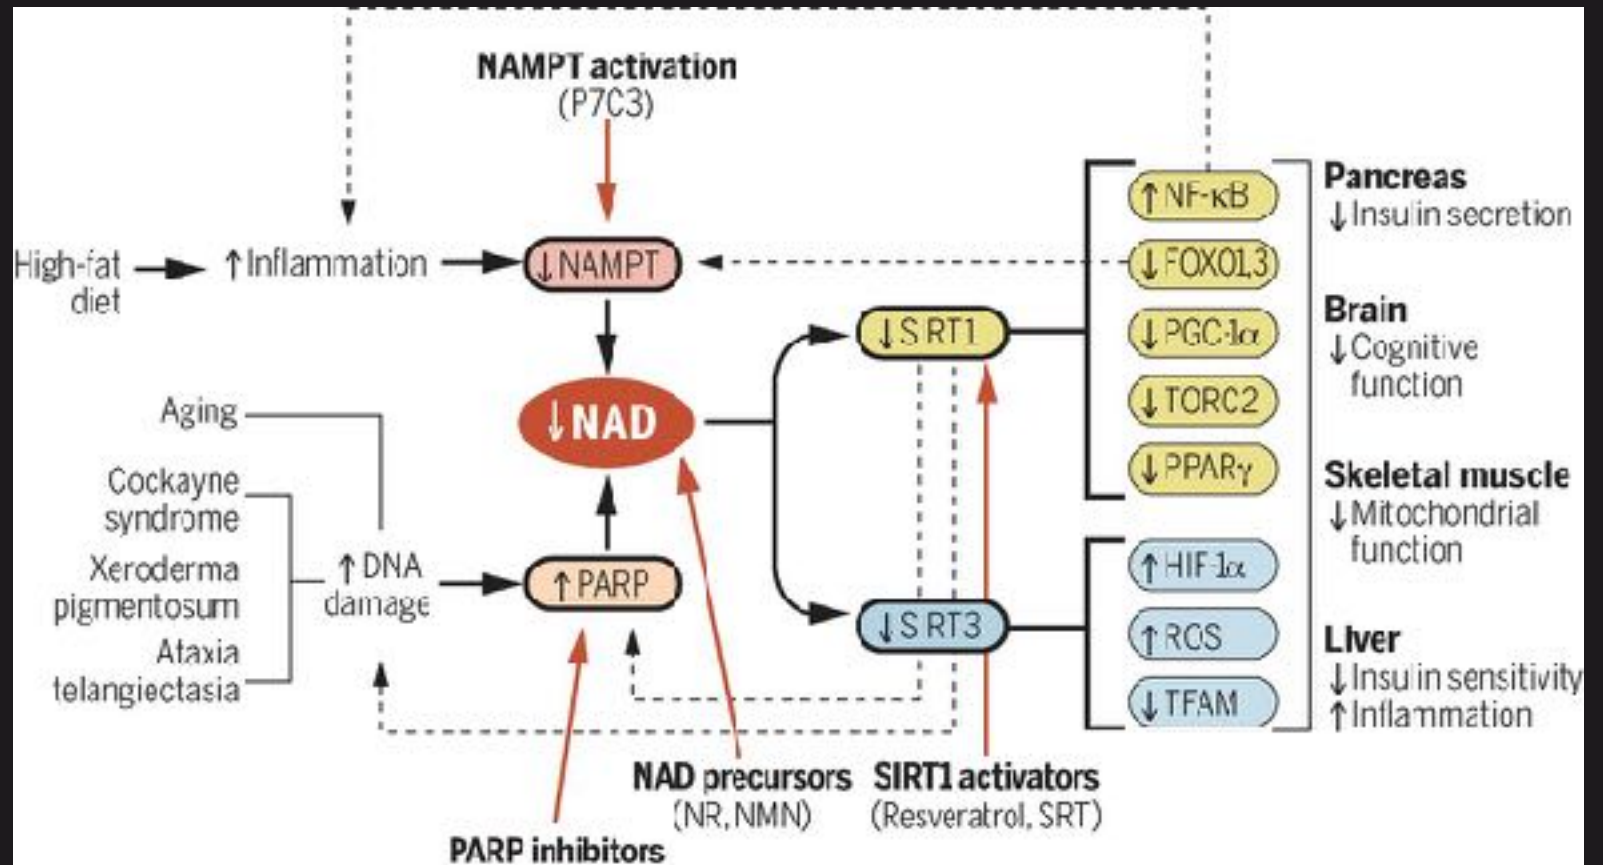 NAMPT activation
(P7C3)
High-fat
diet
↑Inflammation
↓NAMPT
↓NAD
Aging
Cockayne
syndrome
Xeroderma
pigmentosum
Ataxia
telangiectasia
↑DNA
damage
↑PARP
↓SIRT1
↓SIRT3
↑NF-κB
↓FOXO1,3
↓PGC-1α
↓TORC2
↓PPARγ
↑HIF-1α
↑ROS
↓TFAM
Pancreas
↓Insulin secretion
Brain
↓Cognitive
function
Skeletal muscle
↓Mitochondrial
function
Liver
↓Insulin sensitivity
↑Inflammation
NAD precursors
(NR, NMN)
SIRT1 activators
(Resveratrol, SRT)
PARP inhibitors